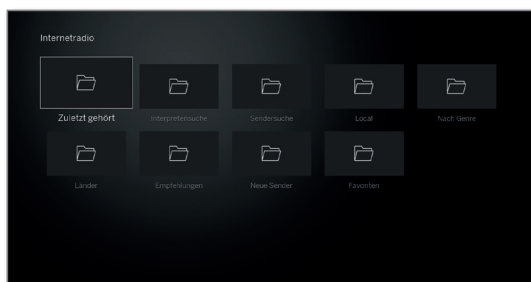 Internetradio
Zuletzt gehört Interpretensuche Sendersuche Local Nach Genre
Länder Empfehlungen Neue Sender Favoriten